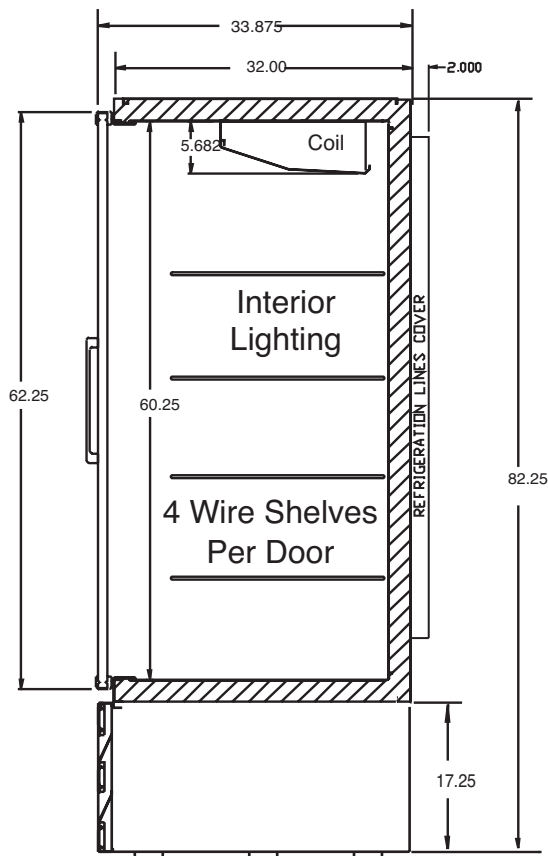 33.875
32.00
2.000
5.682
Coil
Interior
Lighting
REFRIGERATION LINES COVER
62.25
60.25
82.25
4 Wire Shelves
Per Door
17.25